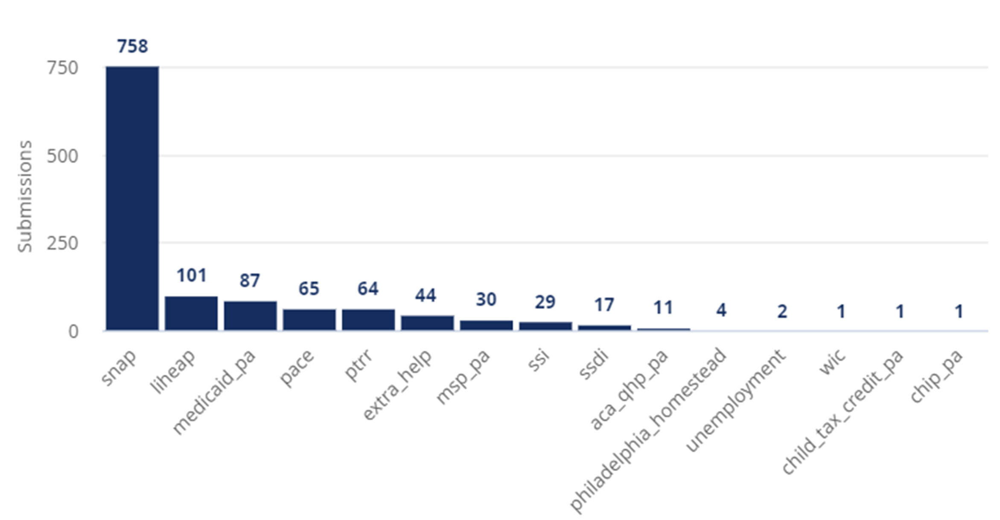 758
750
500
250
0
Submissions
101
87
65
64
44
30
29
17
11
4
2
1
1
1
snap
liheap
medicaid_pa
pace
ptrr
extra_help
msp_pa
ssi
ssdi
aca_qhp_pa
philadelphia_homestead
unemployment
wic
child_tax_credit_pa
chip_pa